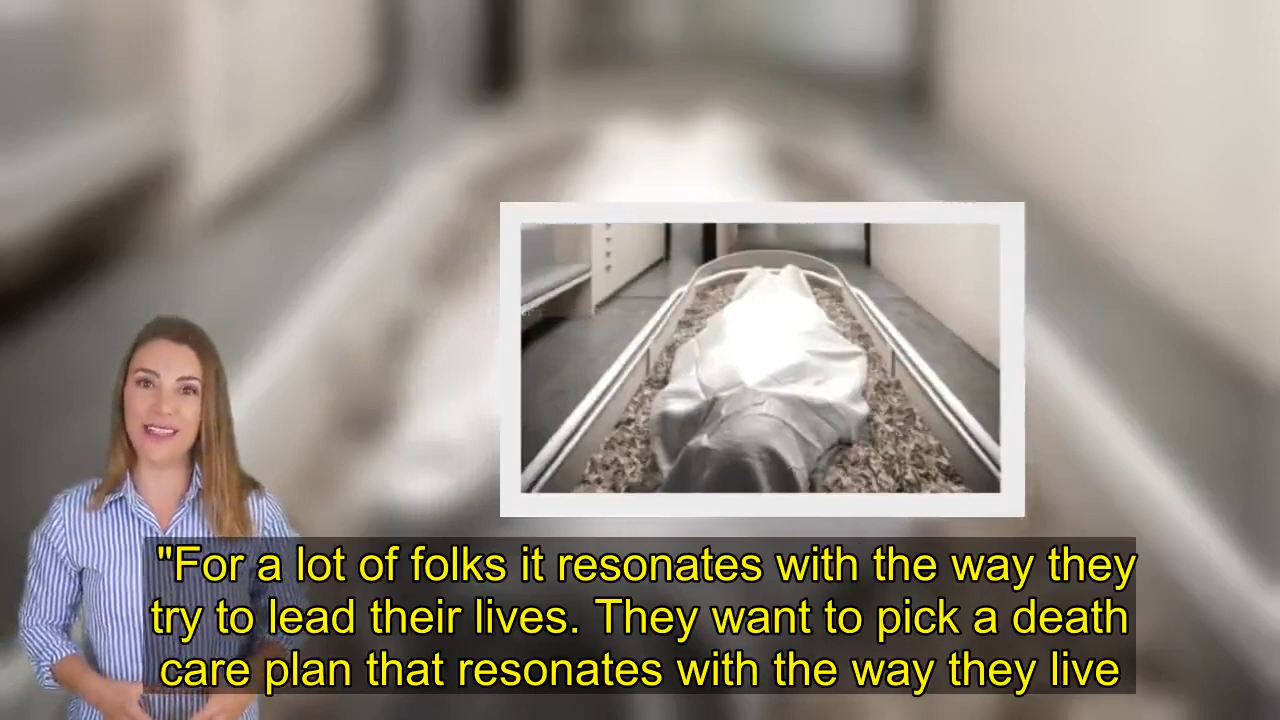 "For a lot of folks it resonates with the way they
try to lead their lives. They want to pick a death
care plan that resonates with the way they live